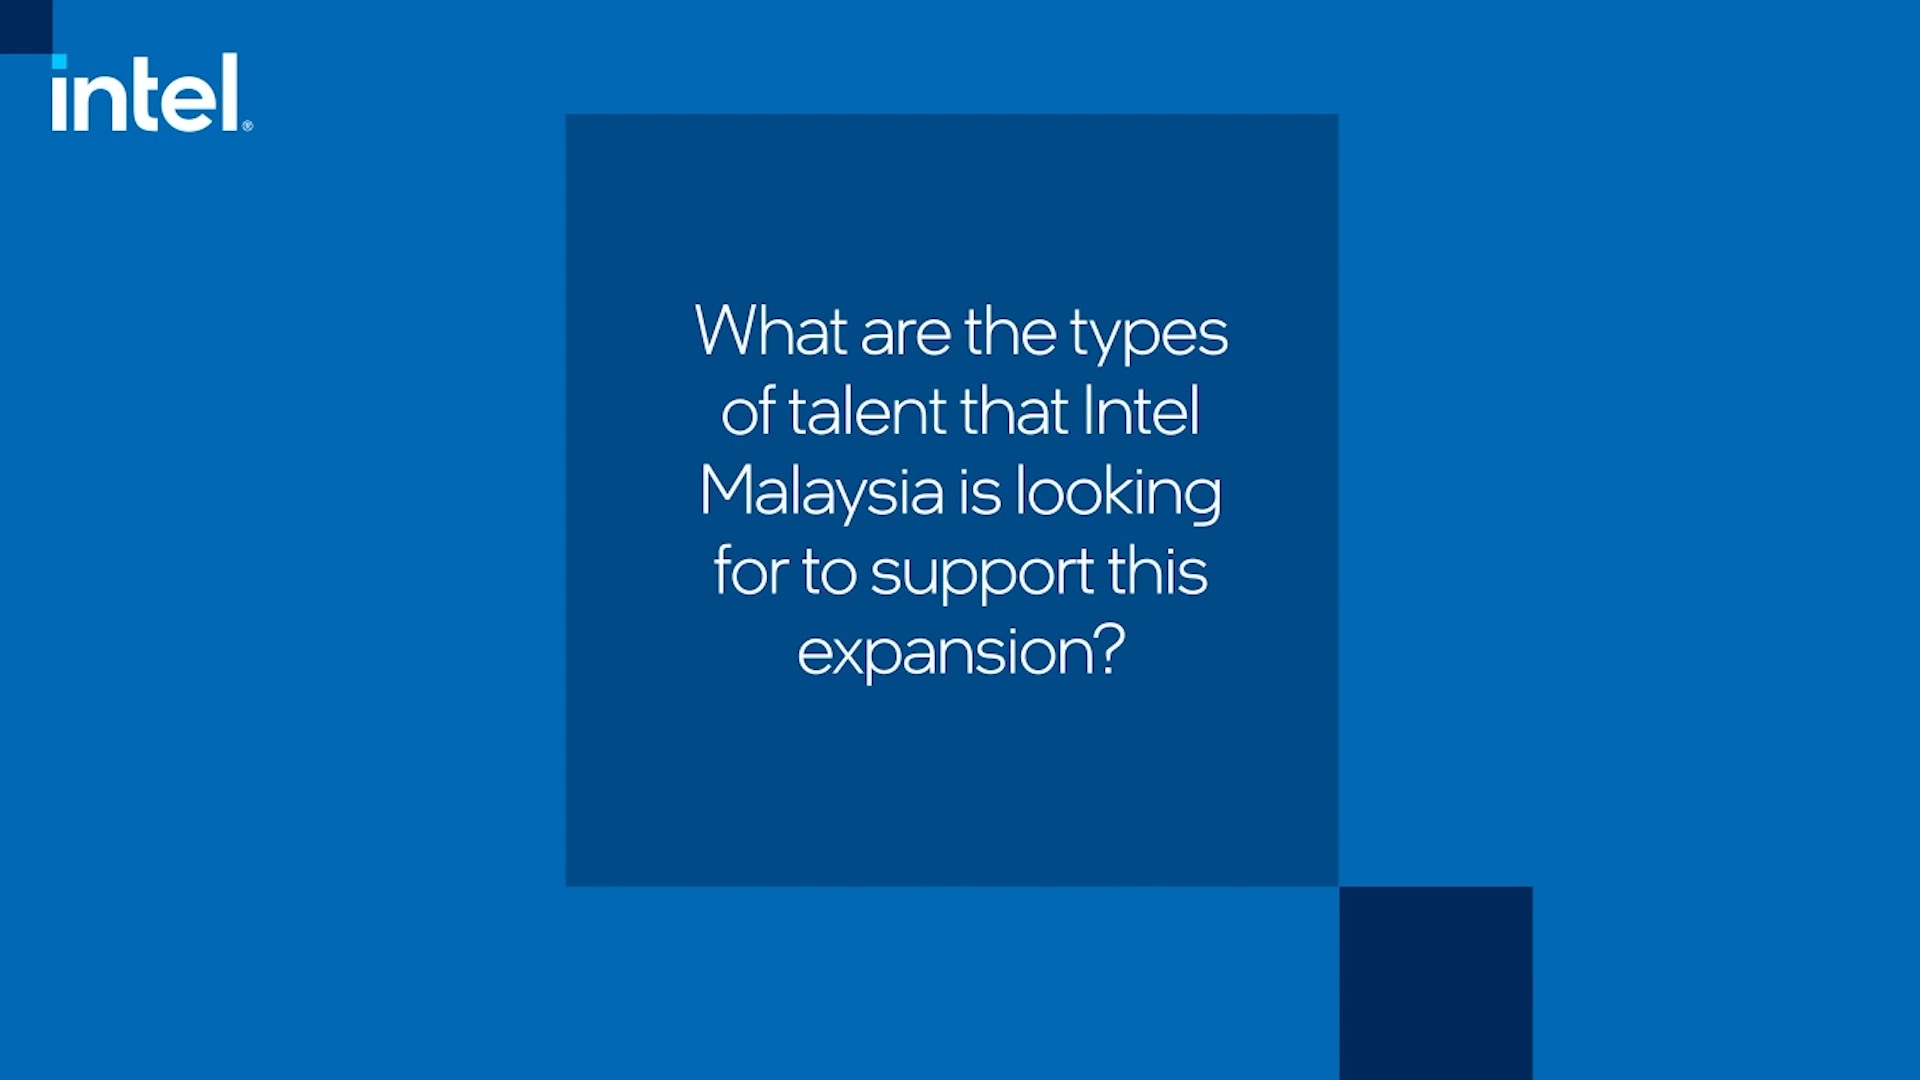 intel®
What are the types
of talent that Intel
Malaysia is looking
for to support this
expansion?